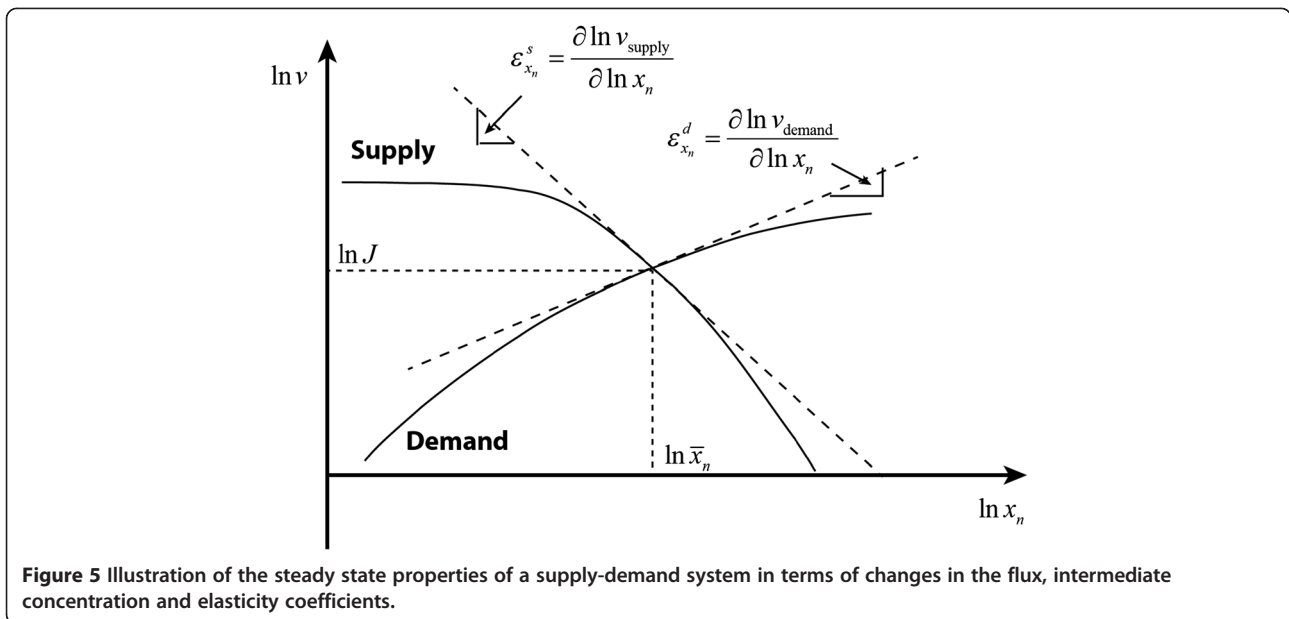 ln v
ε^s_{x_n} = ∂ ln v_supply / ∂ ln x_n
ε^d_{x_n} = ∂ ln v_demand / ∂ ln x_n
Supply
ln J
Demand
ln x̄_n
ln x_n
Figure 5 Illustration of the steady state properties of a supply-demand system in terms of changes in the flux, intermediate
concentration and elasticity coefficients.